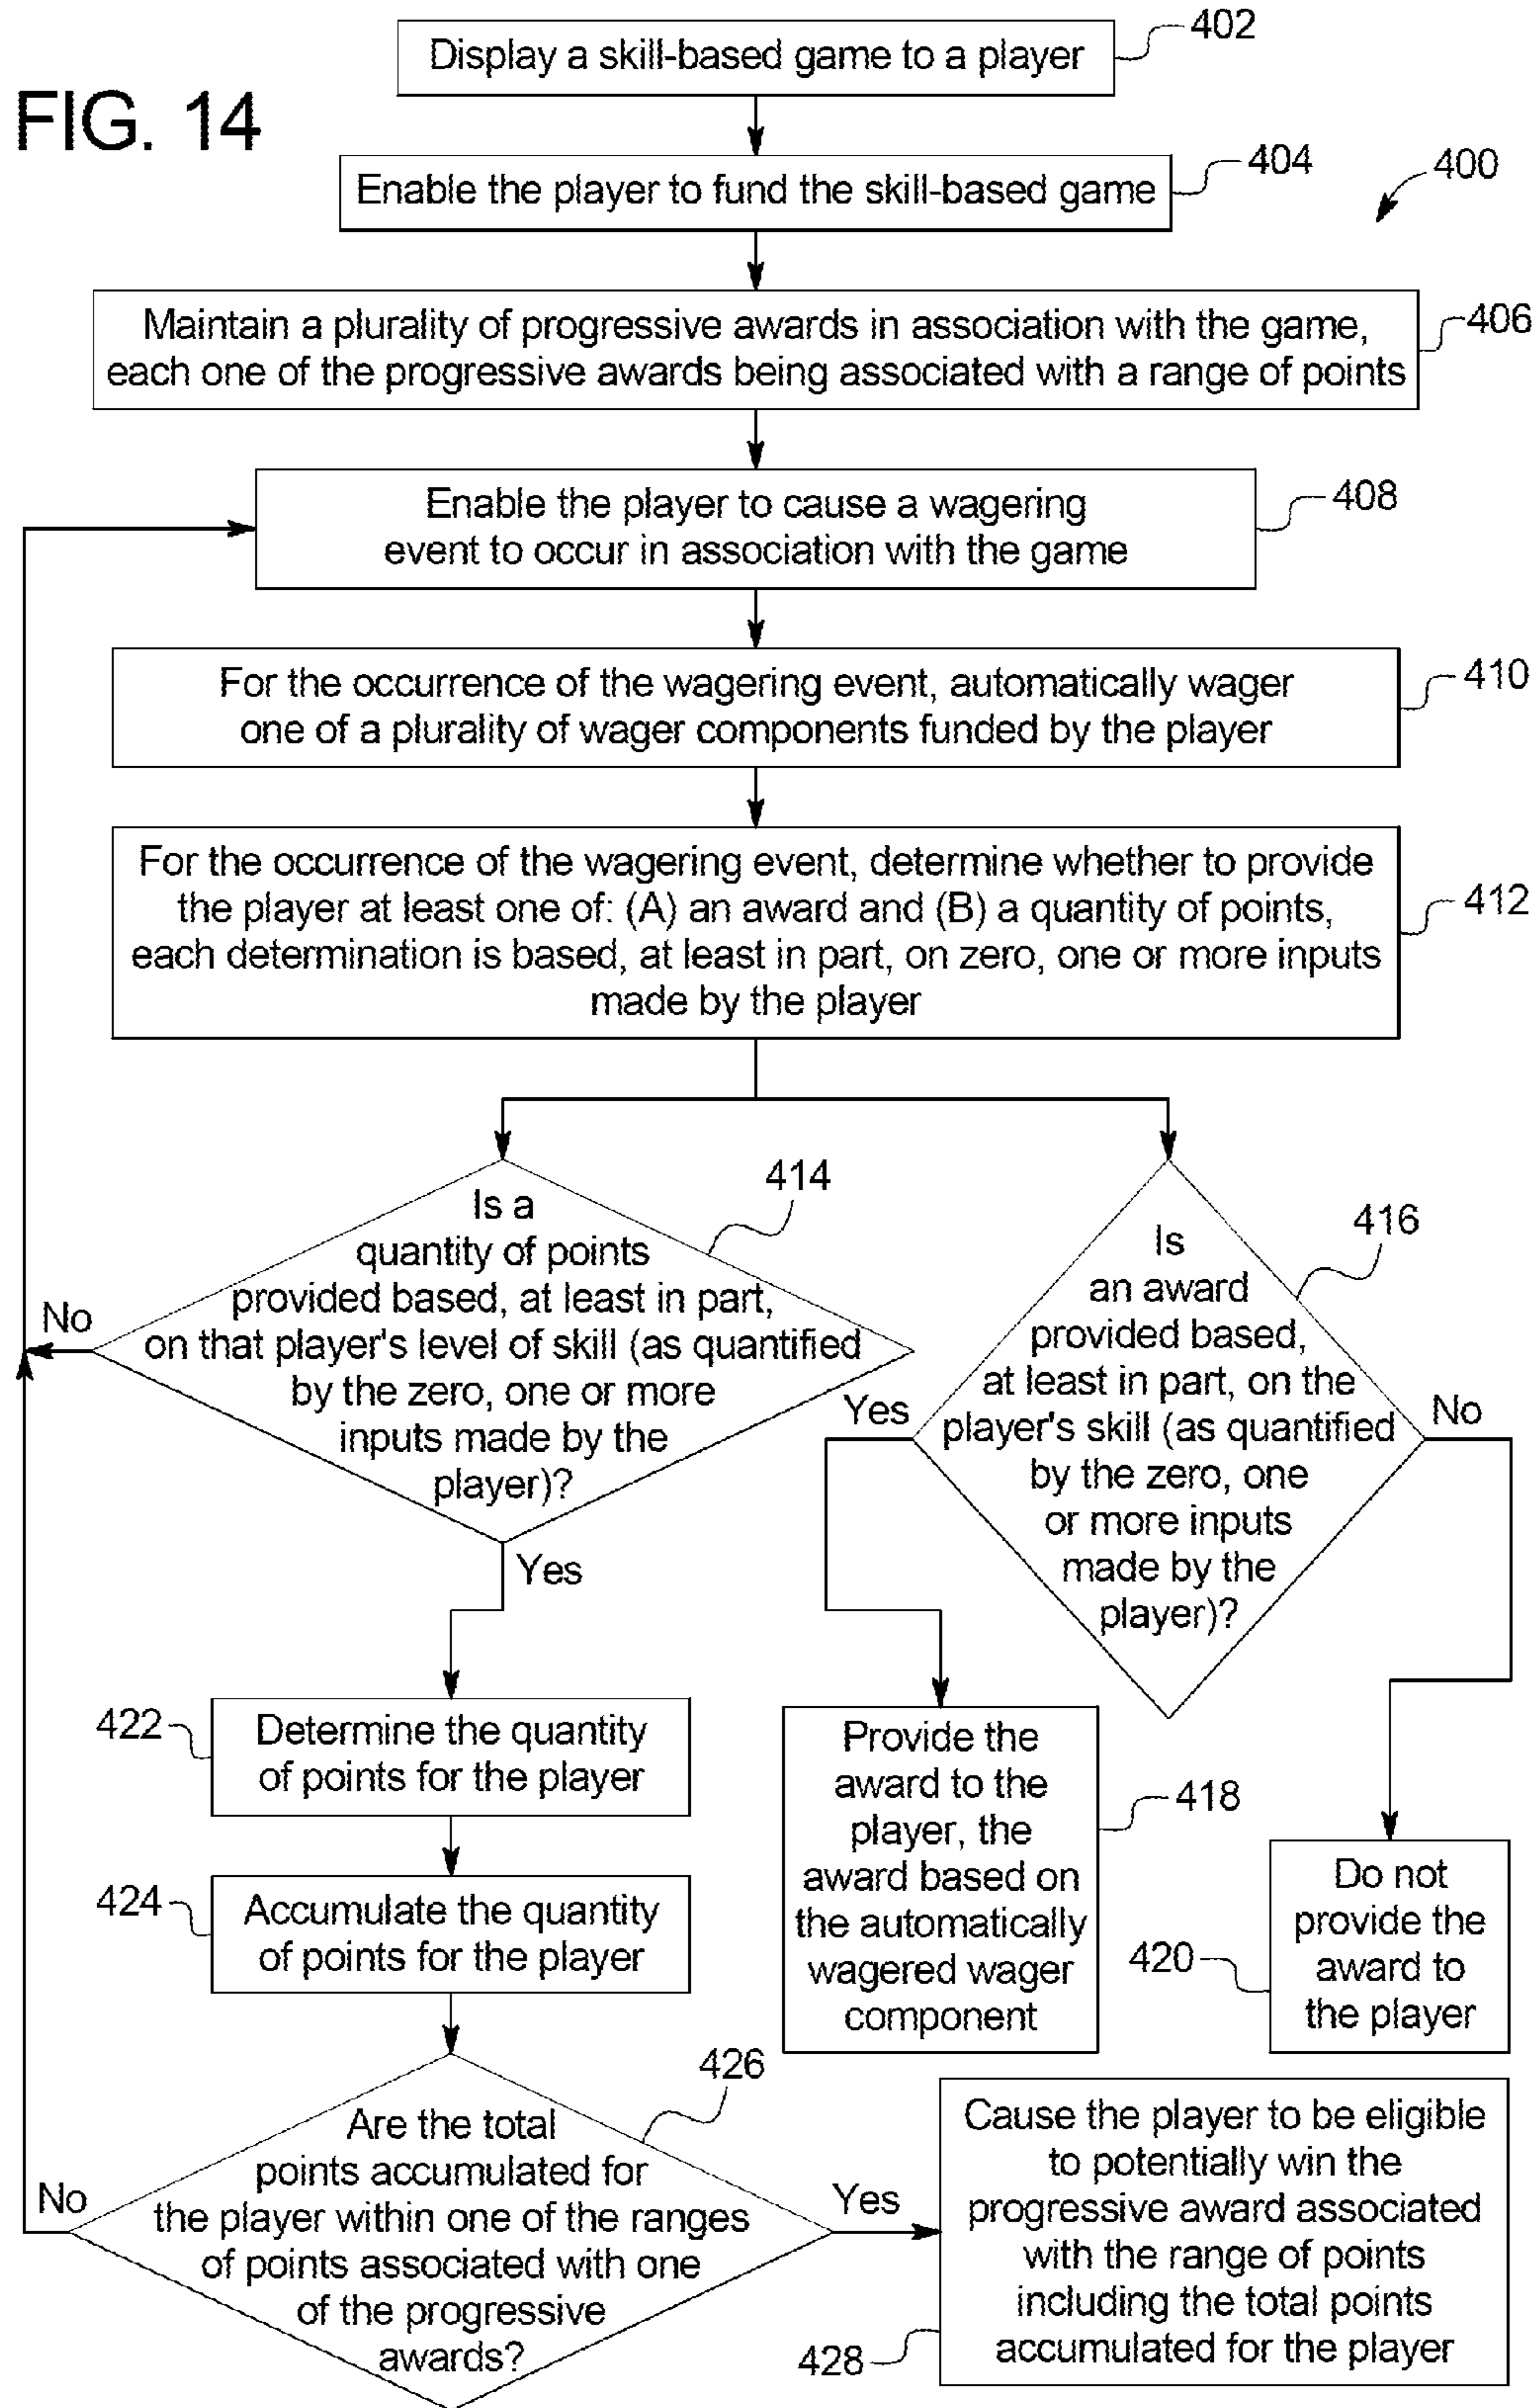 FIG. 14
Display a skill-based game to a player
402
Enable the player to fund the skill-based game
404
400
Maintain a plurality of progressive awards in association with the game,
each one of the progressive awards being associated with a range of points
406
Enable the player to cause a wagering
event to occur in association with the game
408
For the occurrence of the wagering event, automatically wager
one of a plurality of wager components funded by the player
410
For the occurrence of the wagering event, determine whether to provide
the player at least one of: (A) an award and (B) a quantity of points,
each determination is based, at least in part, on zero, one or more inputs
made by the player
412
Is a
quantity of points
provided based, at least in part,
on that player's level of skill (as quantified
by the zero, one or more
inputs made by the
player)?
414
No
Yes
Is
an award
provided based,
at least in part, on the
player's skill (as quantified
by the zero, one
or more inputs
made by the
player)?
416
Yes
No
422
Determine the quantity
of points for the player
424
Accumulate the quantity
of points for the player
Provide the
award to the
player, the
award based on
the automatically
wagered wager
component
418
Do not
provide the
award to
the player
420
Are the total
points accumulated for
the player within one of the ranges
of points associated with one
of the progressive
awards?
426
No
Yes
Cause the player to be eligible
to potentially win the
progressive award associated
with the range of points
including the total points
accumulated for the player
428